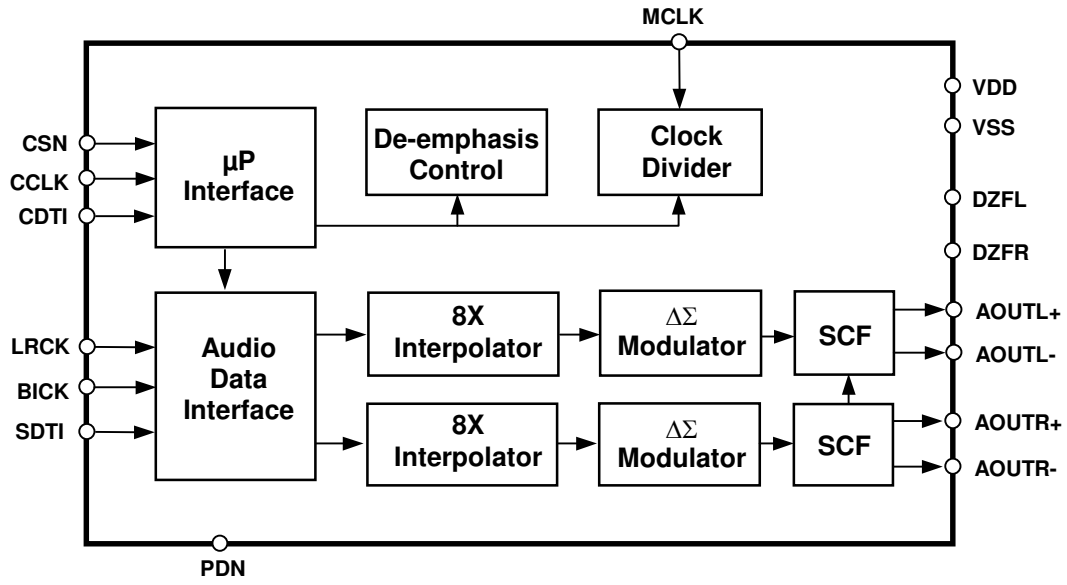 MCLK
VDD
VSS
DZFL
DZFR
CSN
CCLK
CDTI
µP
Interface
De-emphasis
Control
Clock
Divider
LRCK
BICK
SDTI
Audio
Data
Interface
8X
Interpolator
ΔΣ
Modulator
SCF
AOUTL+
AOUTL-
8X
Interpolator
ΔΣ
Modulator
SCF
AOUTR+
AOUTR-
PDN